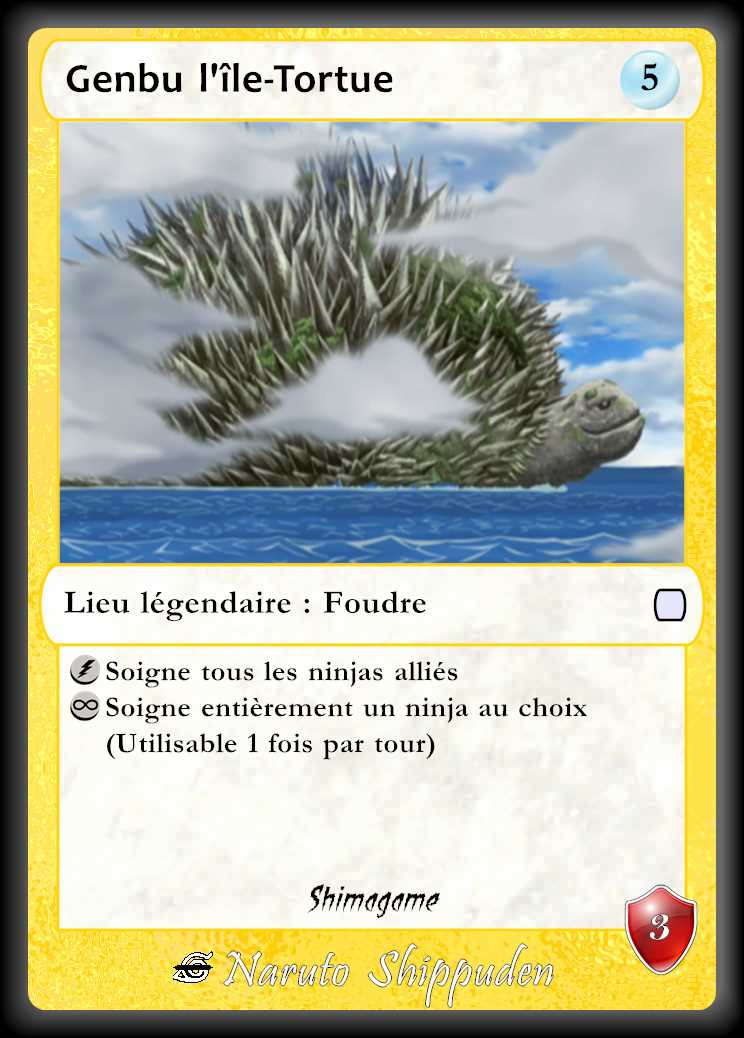 Genbu l'île-Tortue
5
Lieu légendaire : Foudre
Soigne tous les ninjas alliés
Soigne entièrement un ninja au choix
(Utilisable 1 fois par tour)
Shimagame
3
Naruto Shippuden